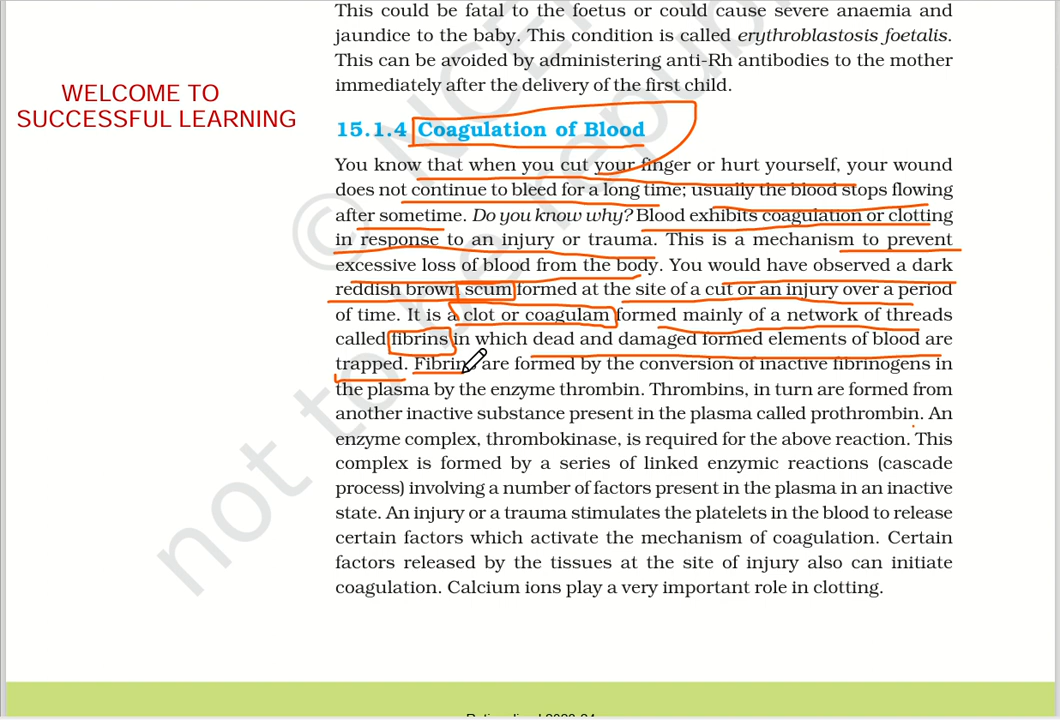 This could be fatal to the foetus or could cause severe anaemia and
jaundice to the baby. This condition is called erythroblastosis foetalis.
This can be avoided by administering anti-Rh antibodies to the mother
immediately after the delivery of the first child.
WELCOME TO
SUCCESSFUL LEARNING
15.1.4 Coagulation of Blood
You know that when you cut your finger or hurt yourself, your wound
does not continue to bleed for a long time; usually the blood stops flowing
after sometime. Do you know why? Blood exhibits coagulation or clotting
in response to an injury or trauma. This is a mechanism to prevent
excessive loss of blood from the body. You would have observed a dark
reddish brown scum formed at the site of a cut or an injury over a period
of time. It is a clot or coagulam formed mainly of a network of threads
called fibrins in which dead and damaged formed elements of blood are
trapped. Fibrins are formed by the conversion of inactive fibrinogens in
the plasma by the enzyme thrombin. Thrombins, in turn are formed from
another inactive substance present in the plasma called prothrombin. An
enzyme complex, thrombokinase, is required for the above reaction. This
complex is formed by a series of linked enzymic reactions (cascade
process) involving a number of factors present in the plasma in an inactive
state. An injury or a trauma stimulates the platelets in the blood to release
certain factors which activate the mechanism of coagulation. Certain
factors released by the tissues at the site of injury also can initiate
coagulation. Calcium ions play a very important role in clotting.
© NCER
not to be republ